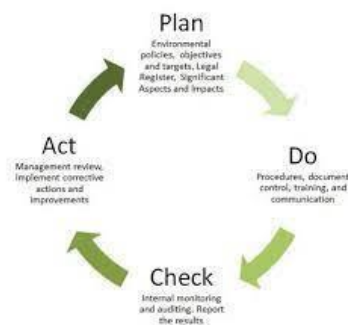 Plan
Environmental
policies, objectives
and targets, Legal
Register, Significant
Aspects and Impacts
Do
Procedures, document
control, training, and
communication
Check
Internal monitoring
and auditing. Report
the results
Act
Management review,
Implement corrective
actions and
improvements